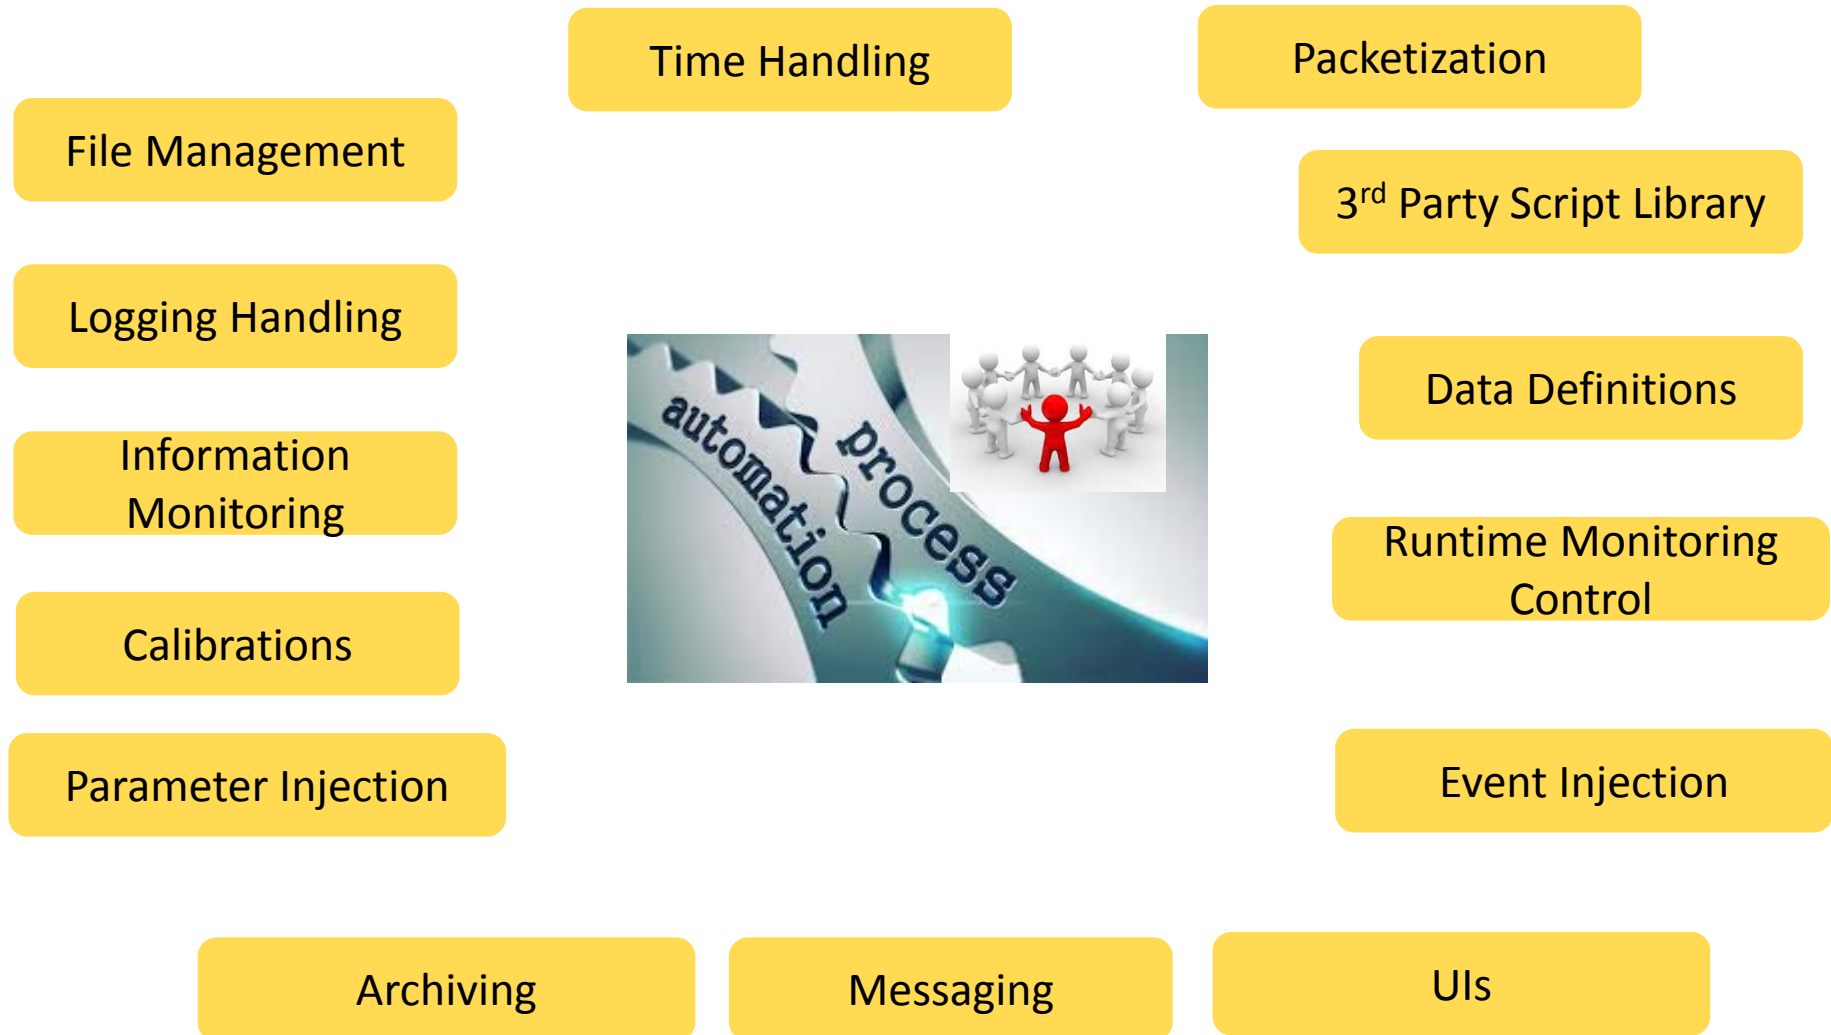 Time Handling
Packetization
File Management
3rd Party Script Library
Logging Handling
Data Definitions
automation
process
Information
Monitoring
Runtime Monitoring
Control
Calibrations
Parameter Injection
Event Injection
Archiving
Messaging
UIs